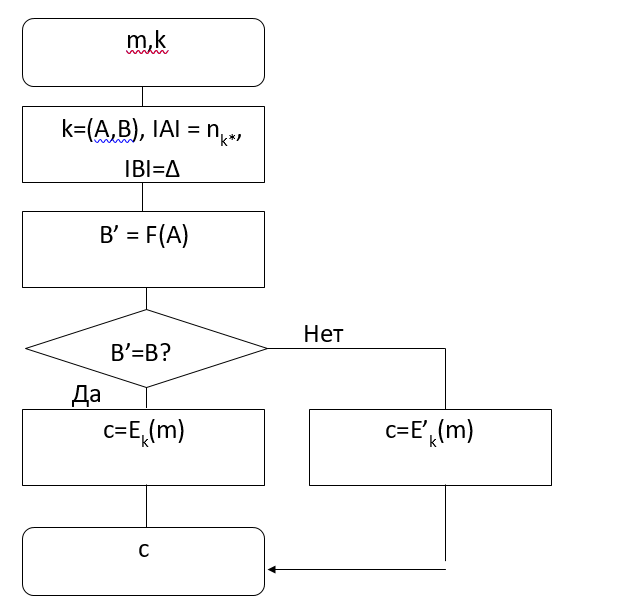 m,k
k=(A,B), IAI = nk*,
IBI=Δ
B’ = F(A)
B’=B?
Нет
Да
c=Ek(m)
c=E’k(m)
c